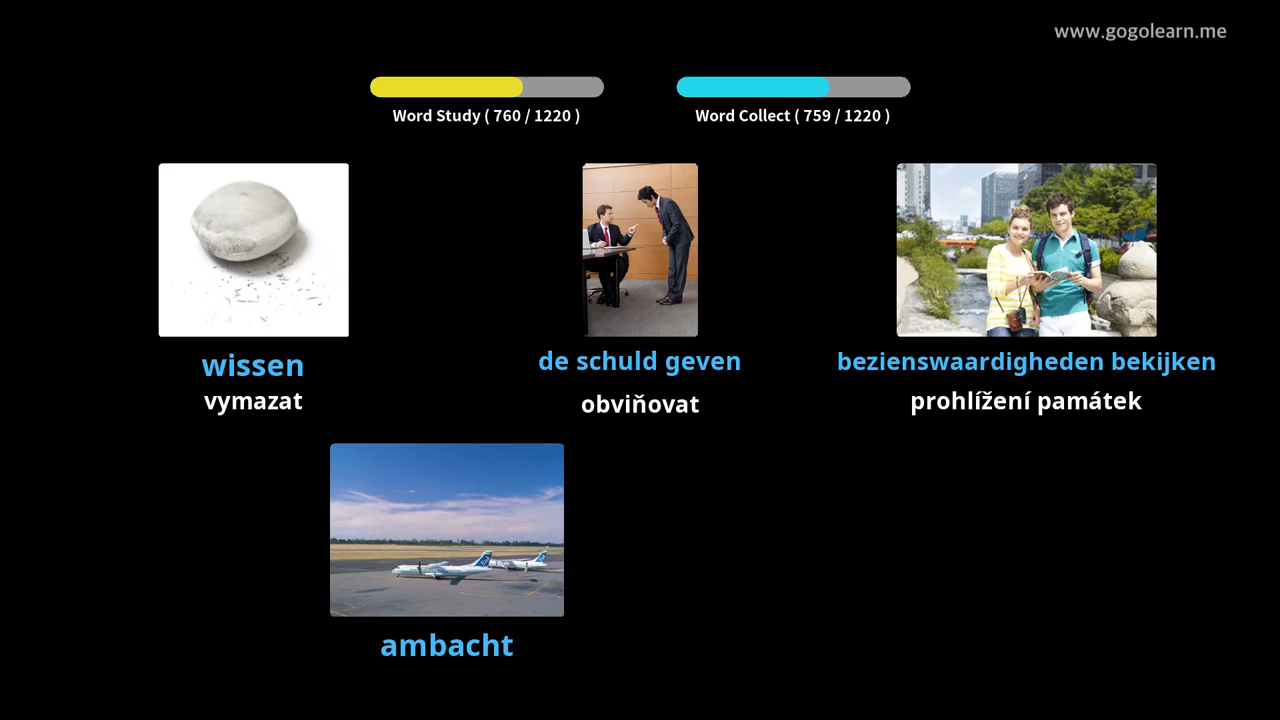 www.gogolearn.me
Word Study ( 760 / 1220 )
Word Collect ( 759 / 1220 )
wissen
vymazat
de schuld geven
obviňovat
bezienswaardigheden bekijken
prohlížení památek
ambacht